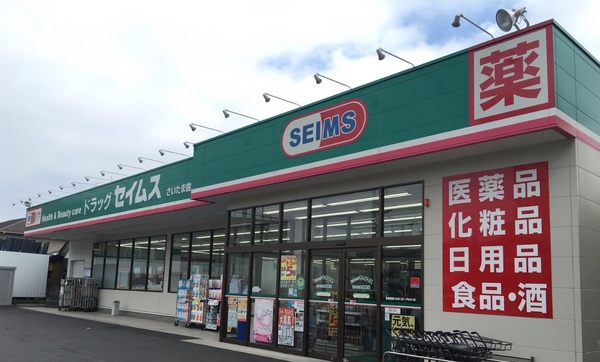 Health & Beauty care ドラッグ セイムス
SEIMS
薬
医薬品
化粧品
日用品
食品・酒